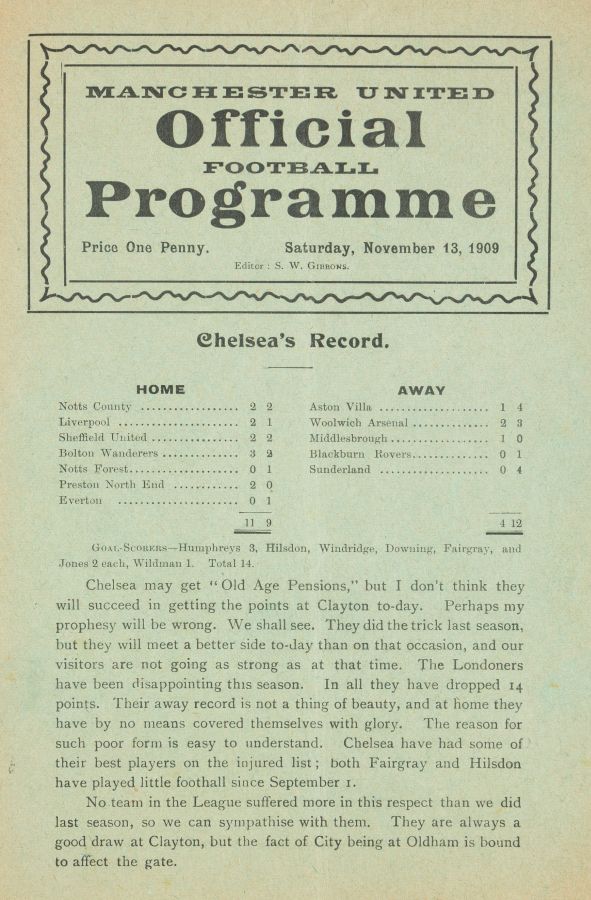 MANCHESTER UNITED
Official
FOOTBALL
Programme
Price One Penny. Saturday, November 13, 1909
Editor : S. W. GIBBONS.
Chelsea's Record.
HOME
Notts County .................. 2 2
Liverpool ...................... 2 1
Sheffield United ................ 2 2
Bolton Wanderers .............. 3 2
Notts Forest.................... 0 1
Preston North End ............ 2 0
Everton ...................... 0 1
11 9
AWAY
Aston Villa .................... 1 4
Woolwich Arsenal .............. 2 3
Middlesbrough .................. 1 0
Blackburn Rovers.............. 0 1
Sunderland .................... 0 4
4 12
GOAL-SCORERS—Humphreys 3, Hilsdon, Windridge, Downing, Fairgray, and
Jones 2 each, Wildman 1. Total 14.
Chelsea may get "Old Age Pensions," but I don't think they
will succeed in getting the points at Clayton to-day. Perhaps my
prophesy will be wrong. We shall see. They did the trick last season,
but they will meet a better side to-day than on that occasion, and our
visitors are not going as strong as at that time. The Londoners
have been disappointing this season. In all they have dropped 14
points. Their away record is not a thing of beauty, and at home they
have by no means covered themselves with glory. The reason for
such poor form is easy to understand. Chelsea have had some of
their best players on the injured list ; both Fairgray and Hilsdon
have played little foothall since September 1.
No team in the League suffered more in this respect than we did
last season, so we can sympathise with them. They are always a
good draw at Clayton, but the fact of City being at Oldham is bound
to affect the gate.